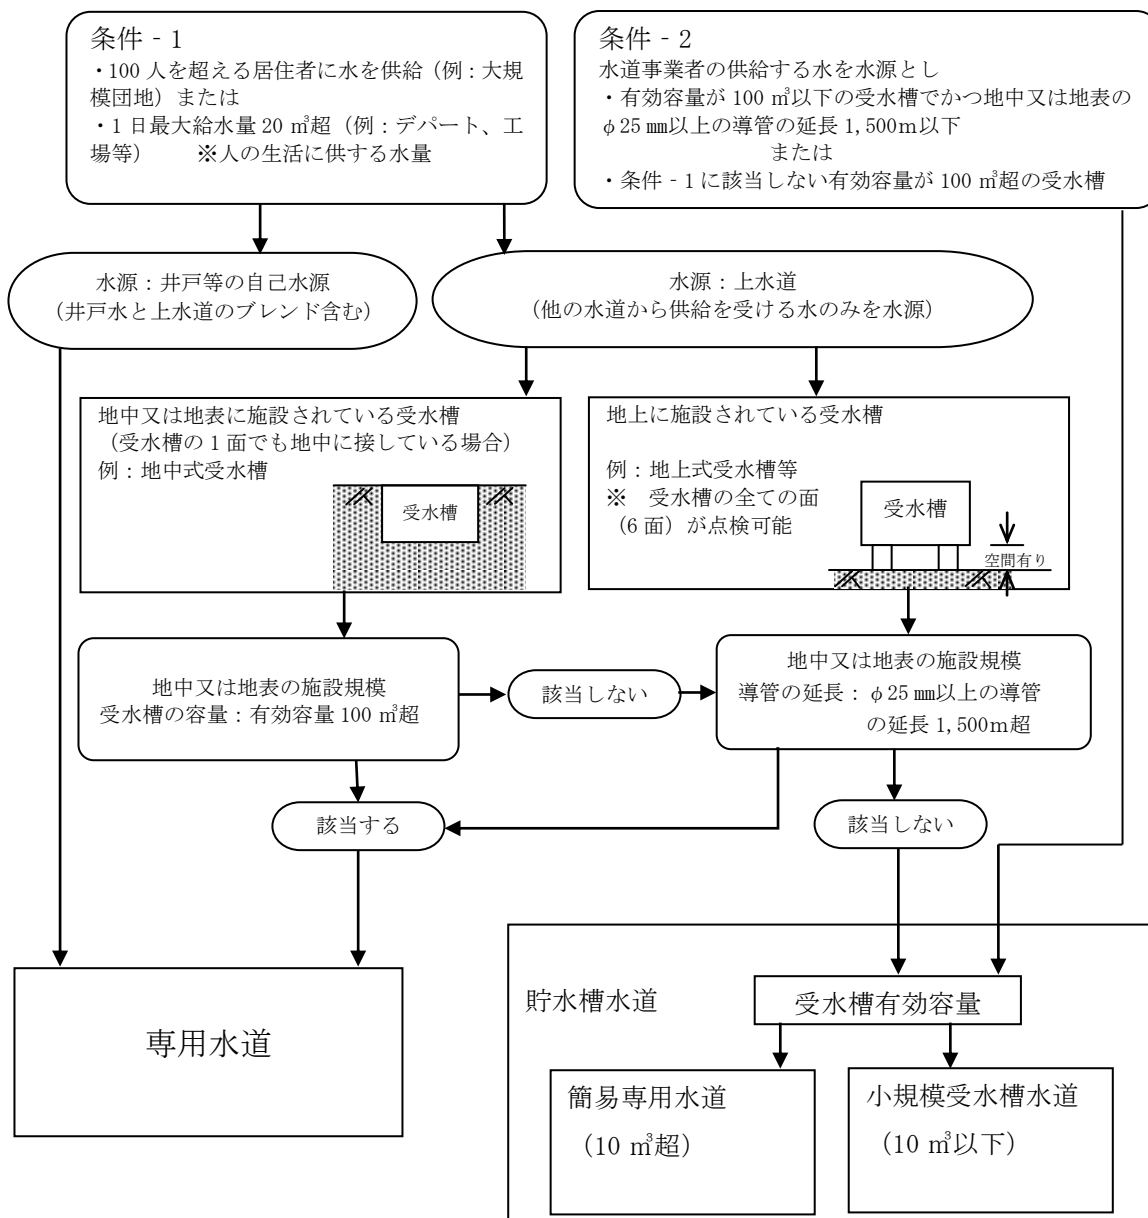 条件‐1
・100 人を超える居住者に水を供給（例：大規
模団地）または
・1 日最大給水量 20 ㎥超（例：デパート、工
場等）　　※人の生活に供する水量
条件‐2
水道事業者の供給する水を水源とし
・有効容量が 100 ㎥以下の受水槽でかつ地中又は地表の
φ25 ㎜以上の導管の延長 1,500ｍ以下
または
・条件‐1 に該当しない有効容量が 100 ㎥超の受水槽
水源：井戸等の自己水源
（井戸水と上水道のブレンド含む）
水源：上水道
（他の水道から供給を受ける水のみを水源）
地中又は地表に施設されている受水槽
（受水槽の 1 面でも地中に接している場合）
例：地中式受水槽
受水槽
地上に施設されている受水槽
例：地上式受水槽等
※　受水槽の全ての面
（6 面）が点検可能
受水槽
空間有り
地中又は地表の施設規模
受水槽の容量：有効容量 100 ㎥超
該当しない
地中又は地表の施設規模
導管の延長：φ25 ㎜以上の導管
の延長 1,500ｍ超
該当する
該当しない
専用水道
貯水槽水道
受水槽有効容量
簡易専用水道
（10 ㎥超）
小規模受水槽水道
（10 ㎥以下）